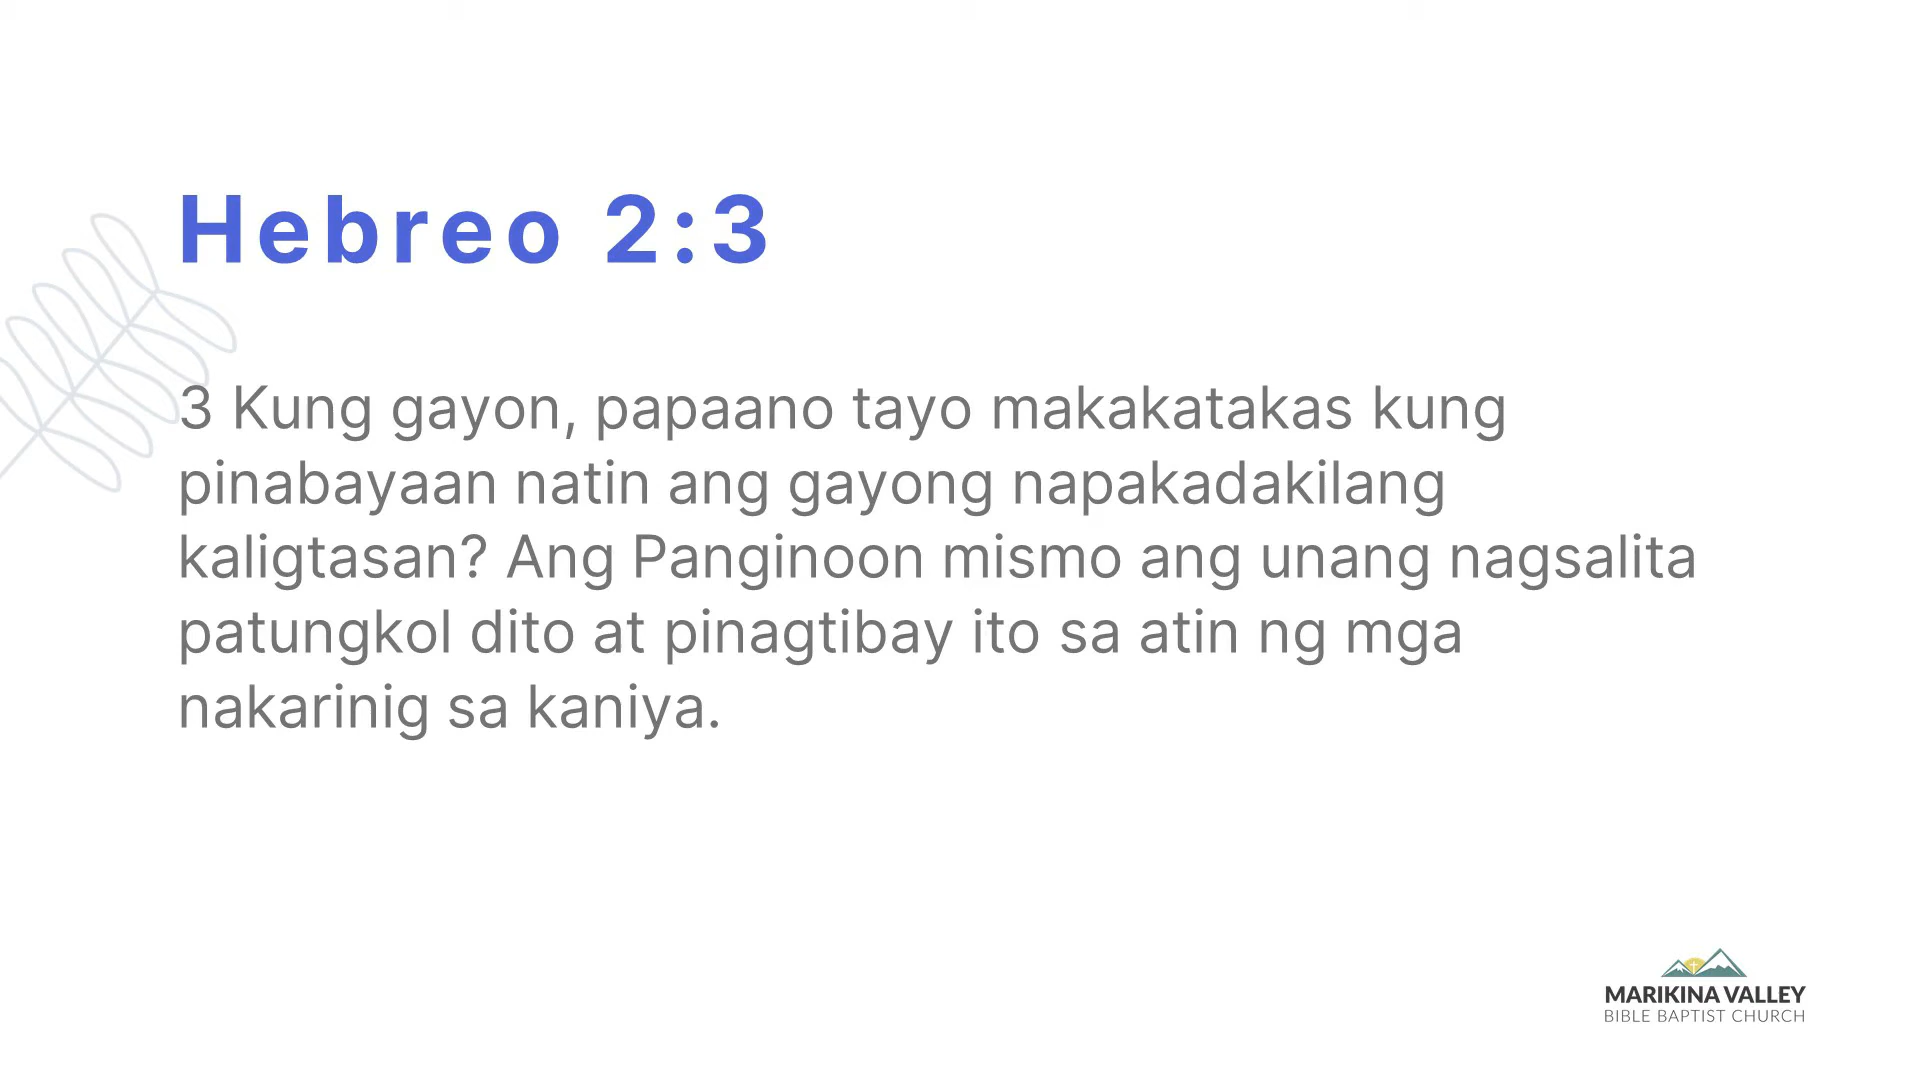 Hebreo 2:3
3 Kung gayon, papaano tayo makakatakas kung
pinabayaan natin ang gayong napakadakilang
kaligtasan? Ang Panginoon mismo ang unang nagsalita
patungkol dito at pinagtibay ito sa atin ng mga
nakarinig sa kaniya.
MARIKINA VALLEY
BIBLE BAPTIST CHURCH